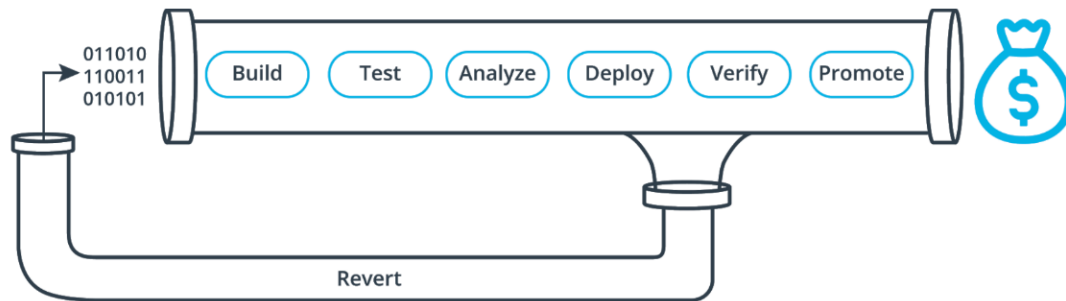 011010
110011
010101
Build Test Analyze Deploy Verify Promote
$
Revert